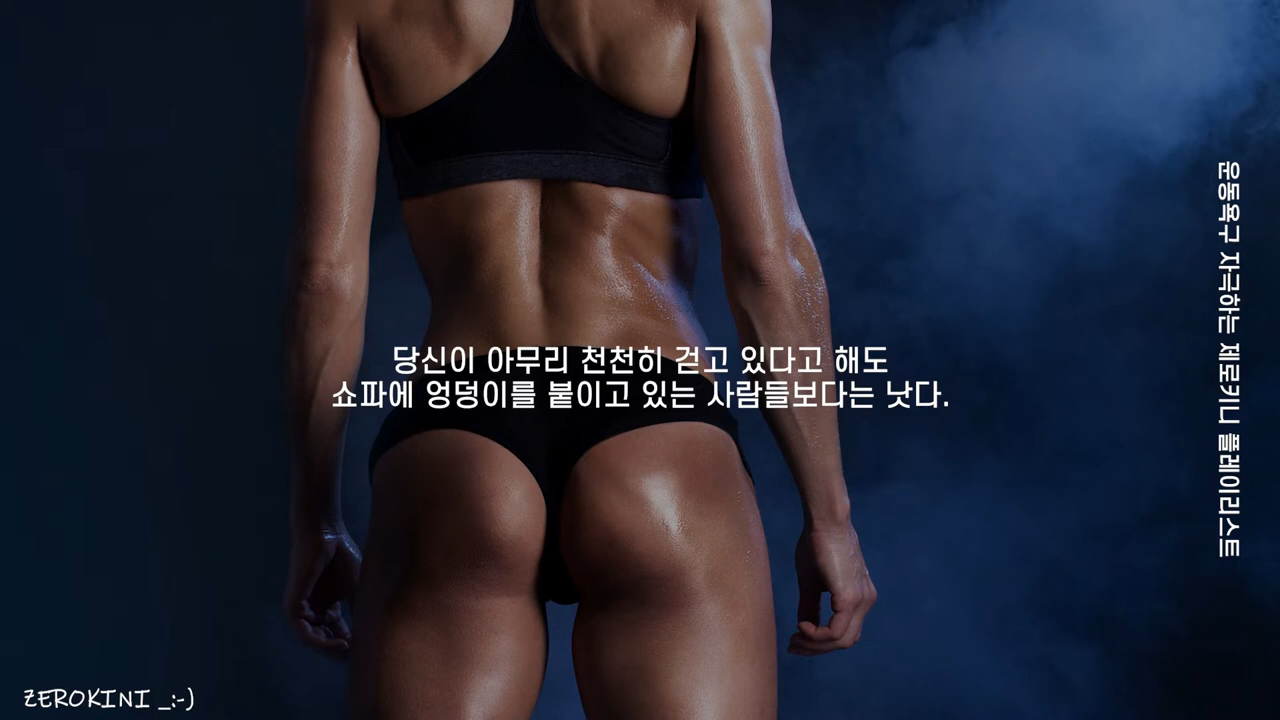 당신이 아무리 천천히 걷고 있다고 해도
쇼파에 엉덩이를 붙이고 있는 사람들보다는 낫다.
운동욕구 자극하는 제로키니 플레이리스트
ZEROKINI _:-)